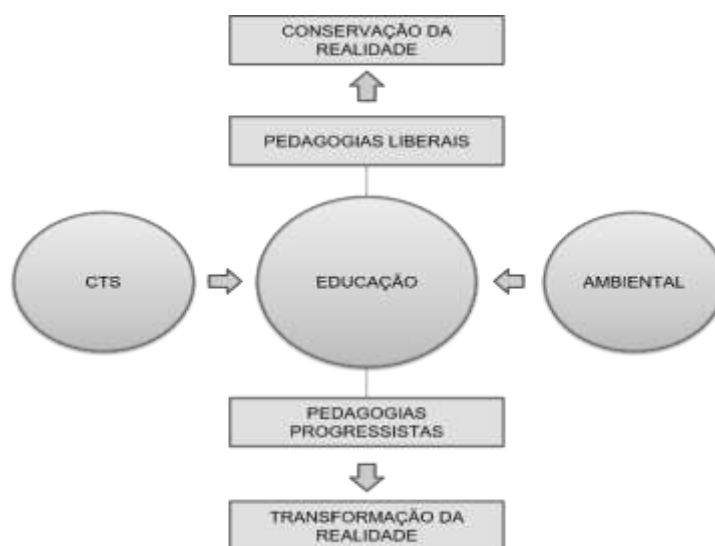 CONSERVAÇÃO DA
REALIDADE
PEDAGOGIAS LIBERAIS
CTS
EDUCAÇÃO
AMBIENTAL
PEDAGOGIAS
PROGRESSISTAS
TRANSFORMAÇÃO DA
REALIDADE